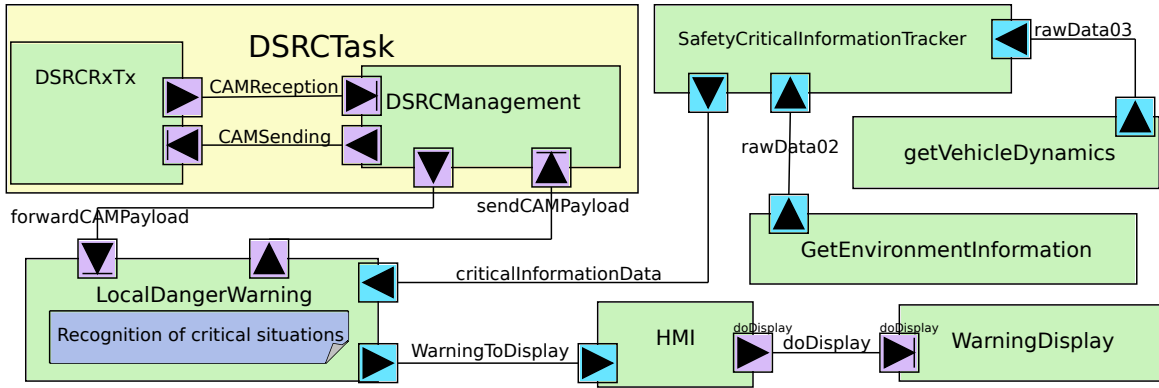 DSRCTask
SafetyCriticalInformationTracker
rawData03
DSRCRxTx
CAMReception
DSRCManagement
CAMSending
rawData02
getVehicleDynamics
forwardCAMPayload
sendCAMPayload
GetEnvironmentInformation
criticalInformationData
LocalDangerWarning
Recognition of critical situations
WarningToDisplay
HMI
doDisplay
doDisplay
doDisplay
WarningDisplay